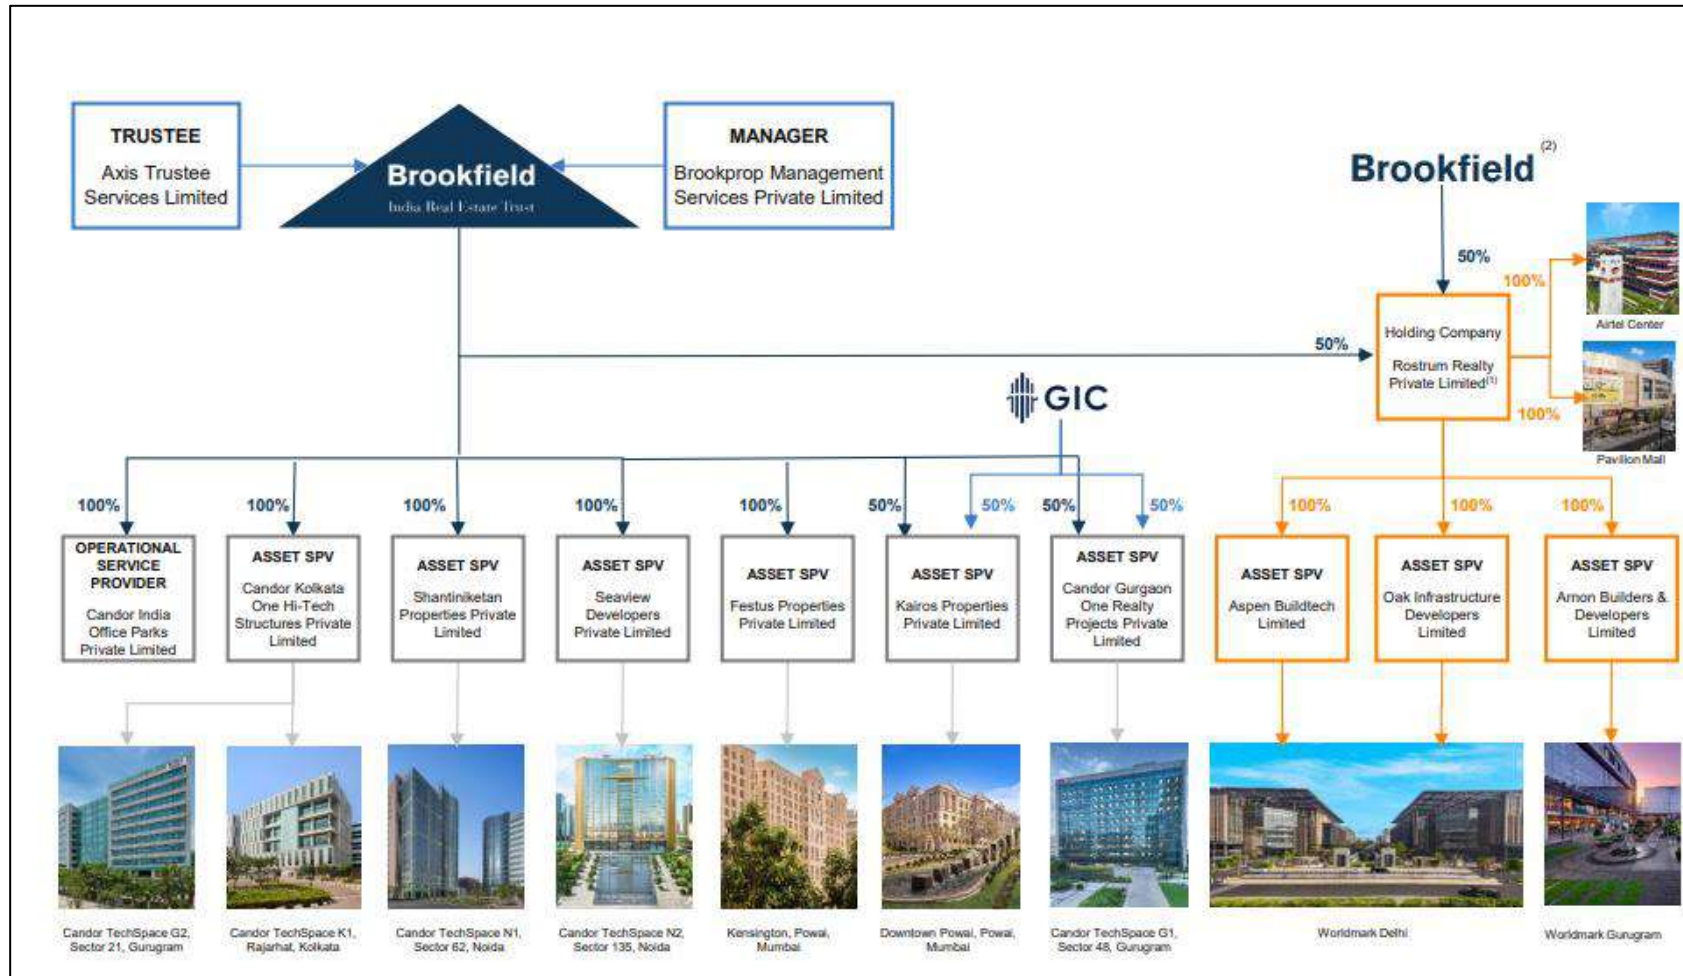 TRUSTEE
Axis Trustee
Services Limited
Brookfield
India Real Estate Trust
MANAGER
Brookprop Management
Services Private Limited
Brookfield (2)
50%
100%
Airtel Center
Holding Company
Rostrum Realty
Private Limited(1)
50%
100%
Pavilion Mall
GIC
100%
100%
100%
100%
100%
50%
50%
50%
50%
100%
100%
100%
OPERATIONAL
SERVICE
PROVIDER
Candor India
Office Parks
Private Limited
ASSET SPV
Candor Kolkata
One Hi-Tech
Structures Private
Limited
ASSET SPV
Shantiniketan
Properties Private
Limited
ASSET SPV
Seaview
Developers
Private Limited
ASSET SPV
Festus Properties
Private Limited
ASSET SPV
Kairos Properties
Private Limited
ASSET SPV
Candor Gurgaon
One Realty
Projects Private
Limited
ASSET SPV
Aspen Buildtech
Limited
ASSET SPV
Oak Infrastructure
Developers
Limited
ASSET SPV
Arnon Builders &
Developers
Limited
Candor TechSpace G2,
Sector 21, Gurugram
Candor TechSpace K1,
Rajarhat, Kolkata
Candor TechSpace N1,
Sector 62, Noida
Candor TechSpace N2,
Sector 135, Noida
Kensington, Powai,
Mumbai
Downtown Powai, Powai,
Mumbai
Candor TechSpace G1,
Sector 48, Gurugram
Worldmark Delhi
Worldmark Gurugram